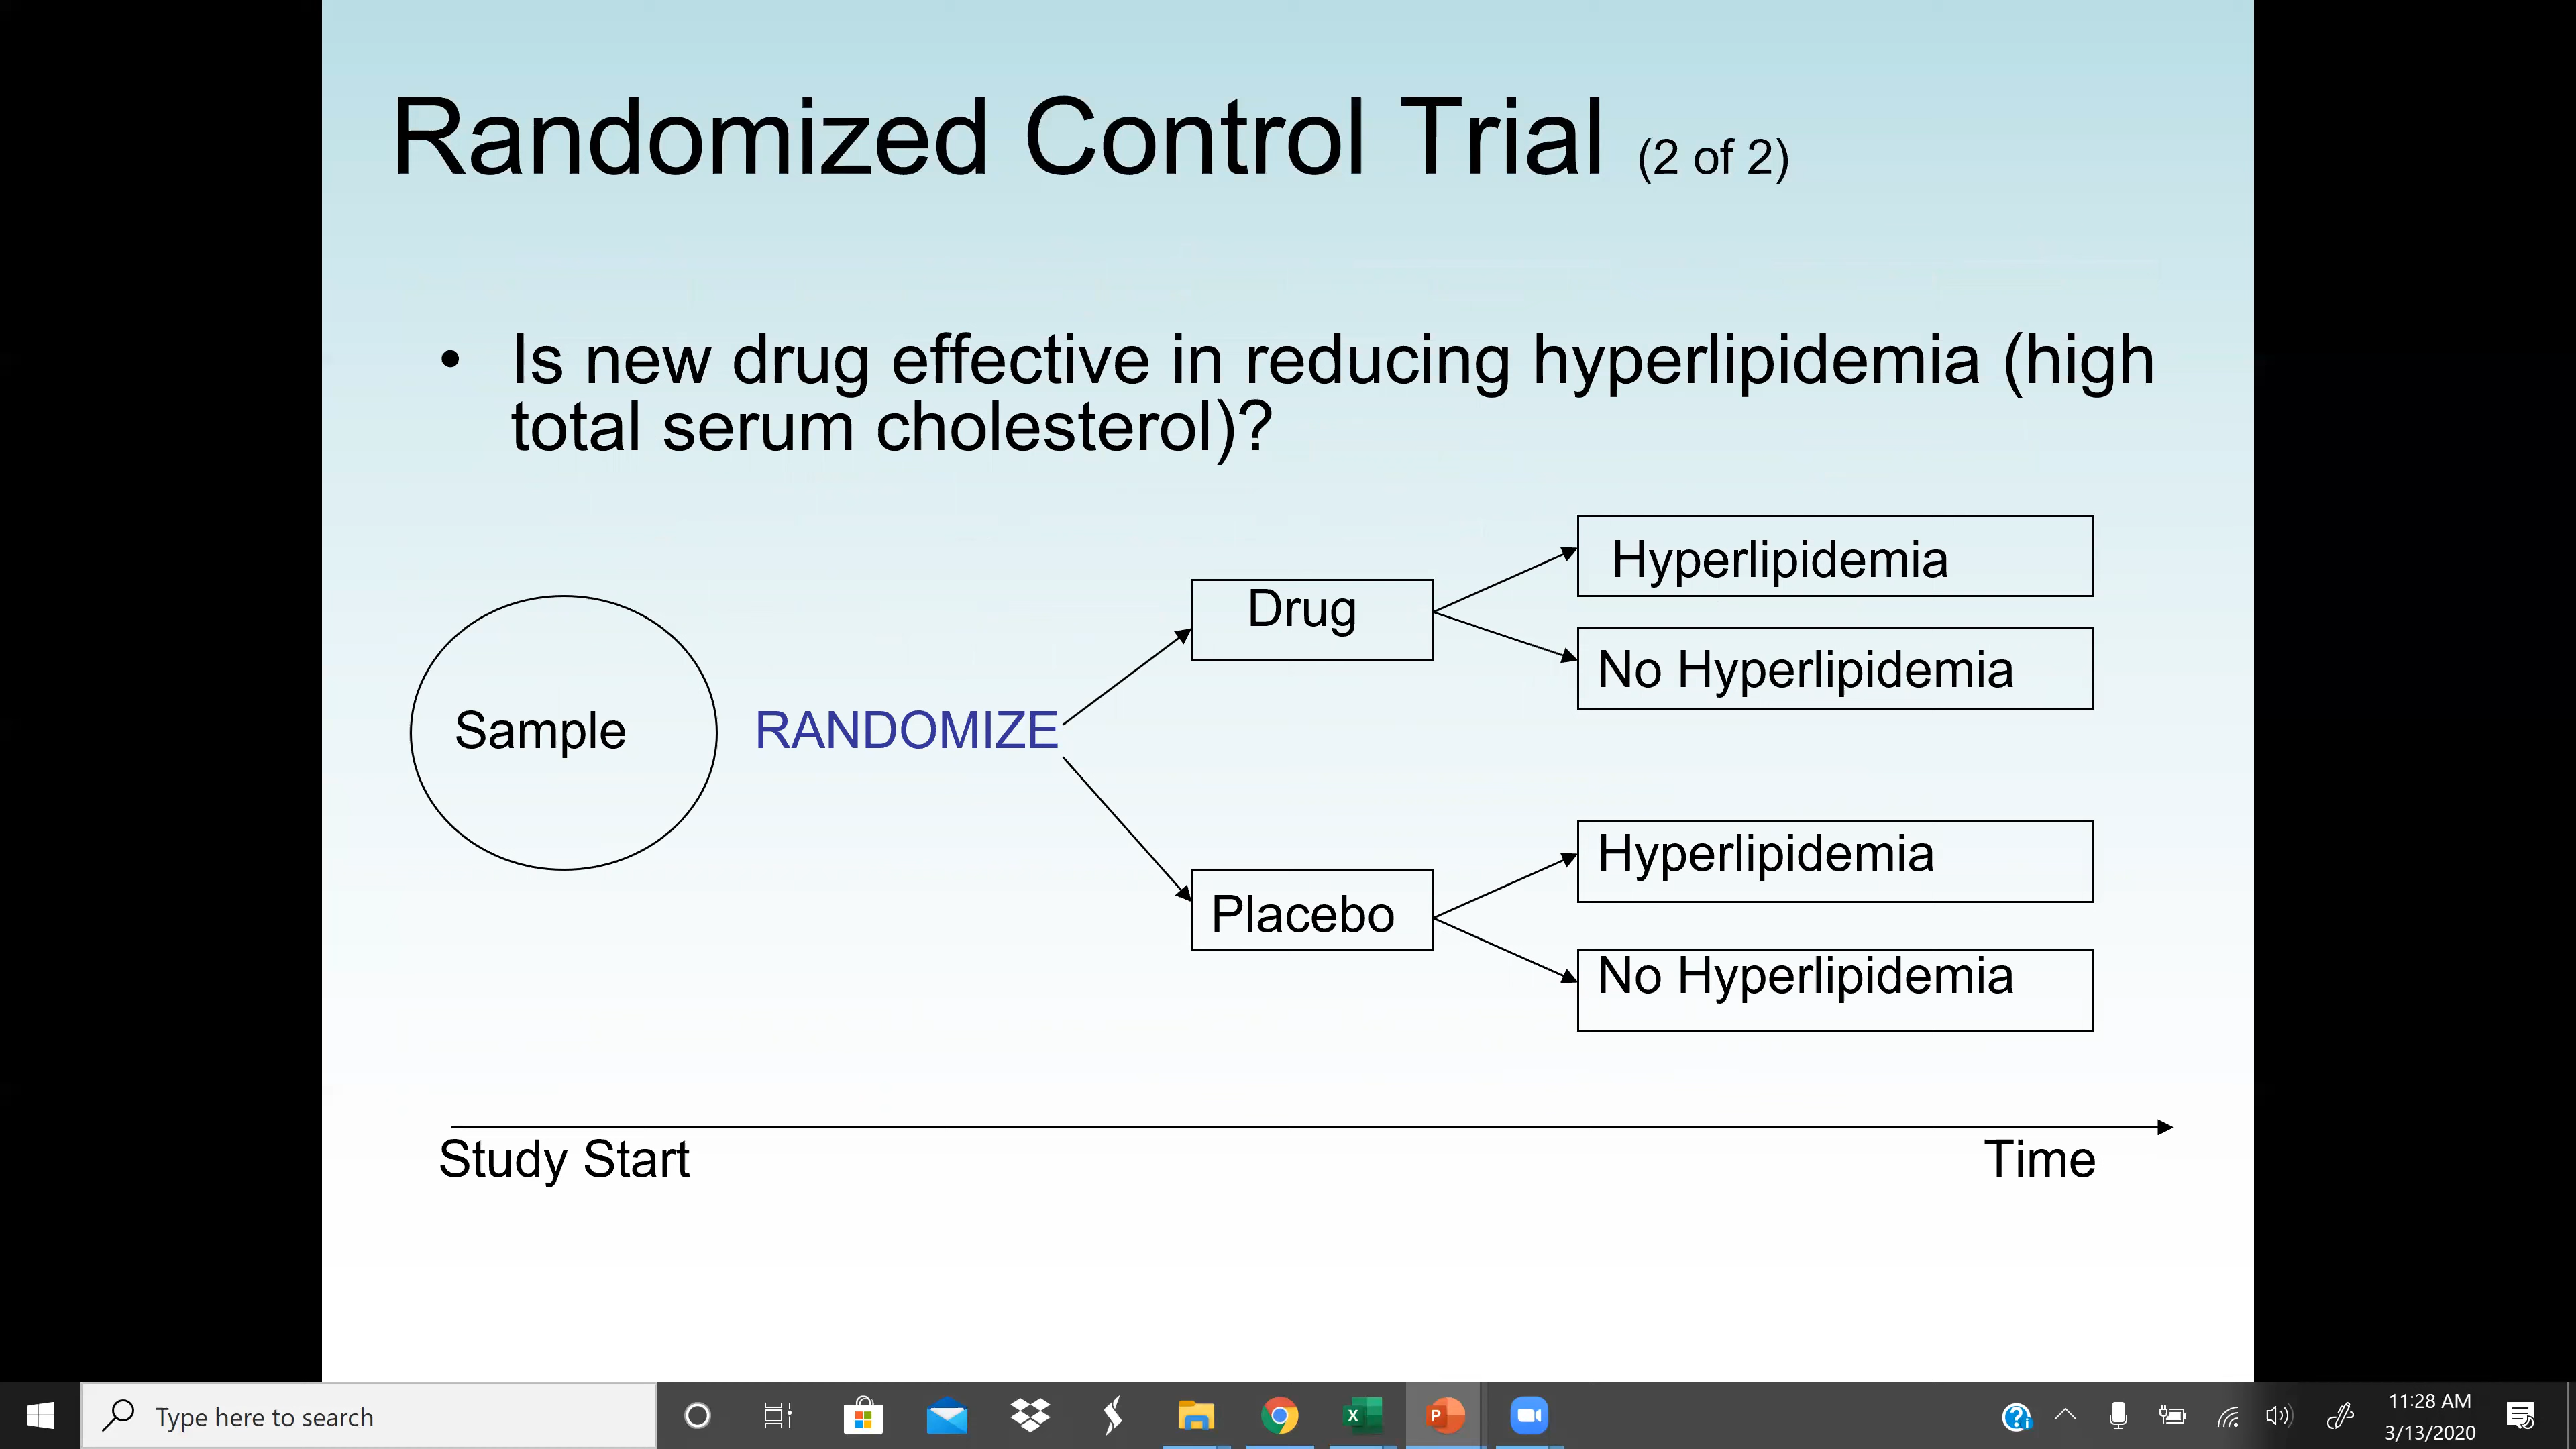 Randomized Control Trial (2 of 2)
• Is new drug effective in reducing hyperlipidemia (high
total serum cholesterol)?
Hyperlipidemia
Drug
No Hyperlipidemia
Sample
RANDOMIZE
Hyperlipidemia
Placebo
No Hyperlipidemia
Study Start
Time
Type here to search
11:28 AM
3/13/2020